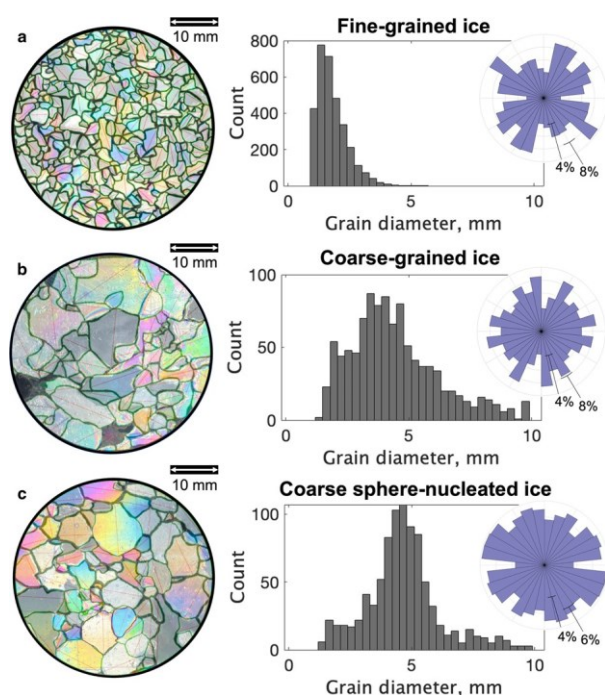 a
10 mm
Fine-grained ice
800
600
400
200
0
Count
0
5
10
Grain diameter, mm
4%
8%
b
10 mm
Coarse-grained ice
100
50
0
Count
0
5
10
Grain diameter, mm
4%
8%
c
10 mm
Coarse sphere-nucleated ice
100
50
0
Count
0
5
10
Grain diameter, mm
4%
6%